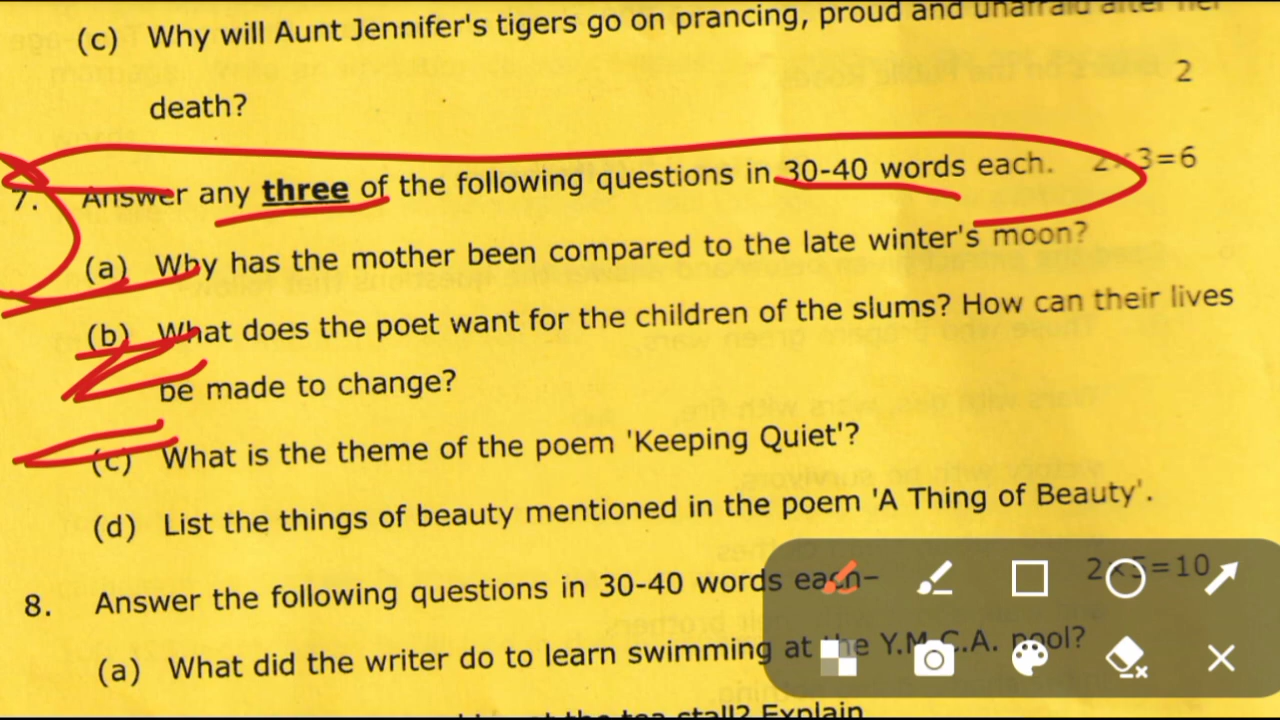 (c) Why will Aunt Jennifer's tigers go on prancing, proud and unafraid after her
death? 2
7. Answer any three of the following questions in 30-40 words each. 2×3=6
(a) Why has the mother been compared to the late winter's moon?
(b) What does the poet want for the children of the slums? How can their lives
be made to change?
(c) What is the theme of the poem 'Keeping Quiet'?
(d) List the things of beauty mentioned in the poem 'A Thing of Beauty'.
8. Answer the following questions in 30-40 words each– 2×5=10
(a) What did the writer do to learn swimming at the Y.M.C.A. pool?
at the tea stall? Explain